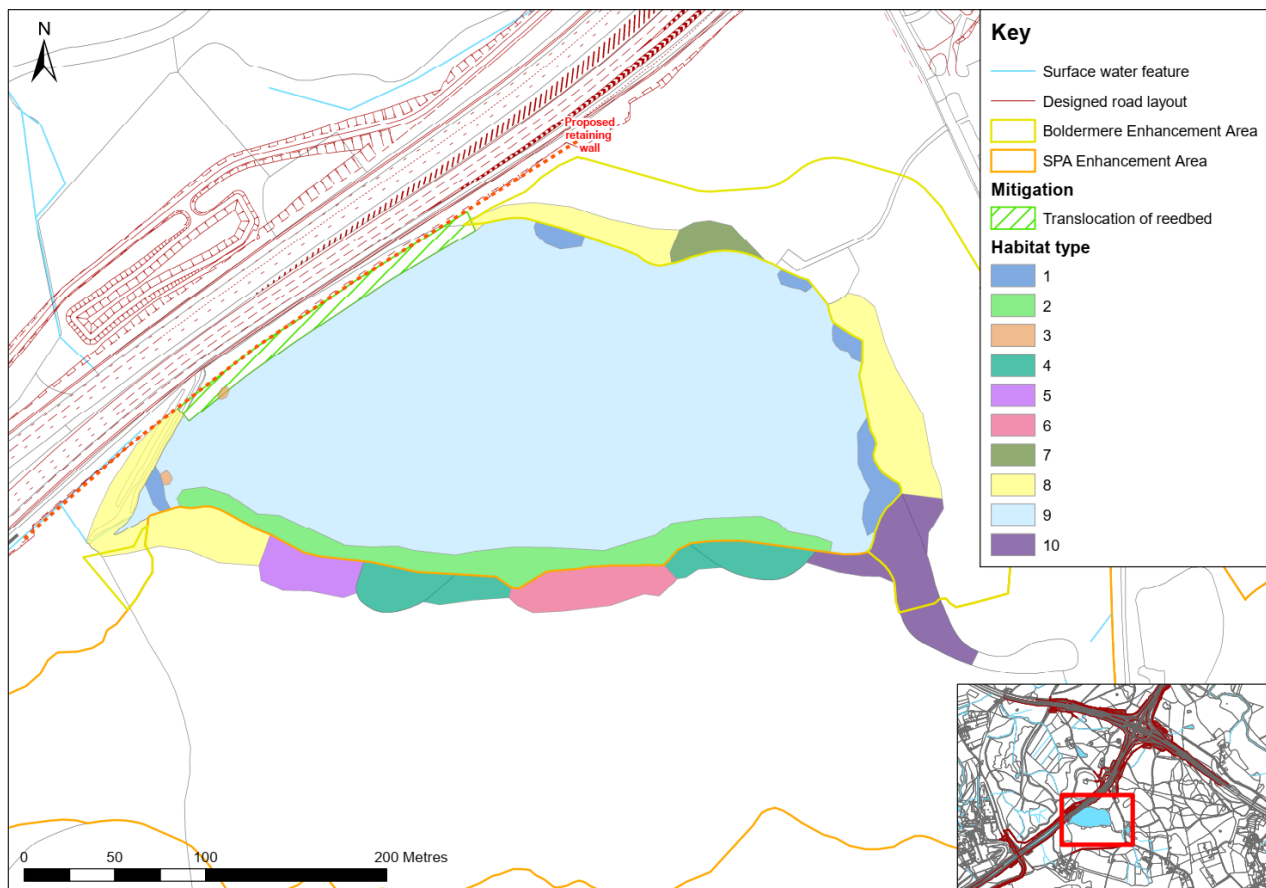 N
Proposed
retaining
wall
Key
Surface water feature
Designed road layout
Boldermere Enhancement Area
SPA Enhancement Area
Mitigation
Translocation of reedbed
Habitat type
1
2
3
4
5
6
7
8
9
10
0 50 100 200 Metres